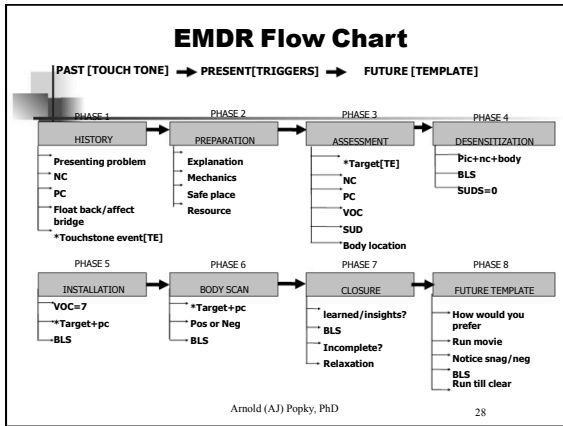 EMDR Flow Chart
PAST [TOUCH TONE] PRESENT[TRIGGERS] FUTURE [TEMPLATE]
PHASE 1
HISTORY
Presenting problem
NC
PC
Float back/affect
bridge
*Touchstone event[TE]
PHASE 2
PREPARATION
Explanation
Mechanics
Safe place
Resource
PHASE 3
ASSESSMENT
*Target[TE]
NC
PC
VOC
SUD
Body location
PHASE 4
DESENSITIZATION
Pic+nc+body
BLS
SUDS=0
PHASE 5
INSTALLATION
VOC=7
*Target+pc
BLS
PHASE 6
BODY SCAN
*Target+pc
Pos or Neg
BLS
PHASE 7
CLOSURE
learned/insights?
BLS
Incomplete?
Relaxation
PHASE 8
FUTURE TEMPLATE
How would you
prefer
Run movie
Notice snag/neg
BLS
Run till clear
Arnold (AJ) Popky, PhD
28